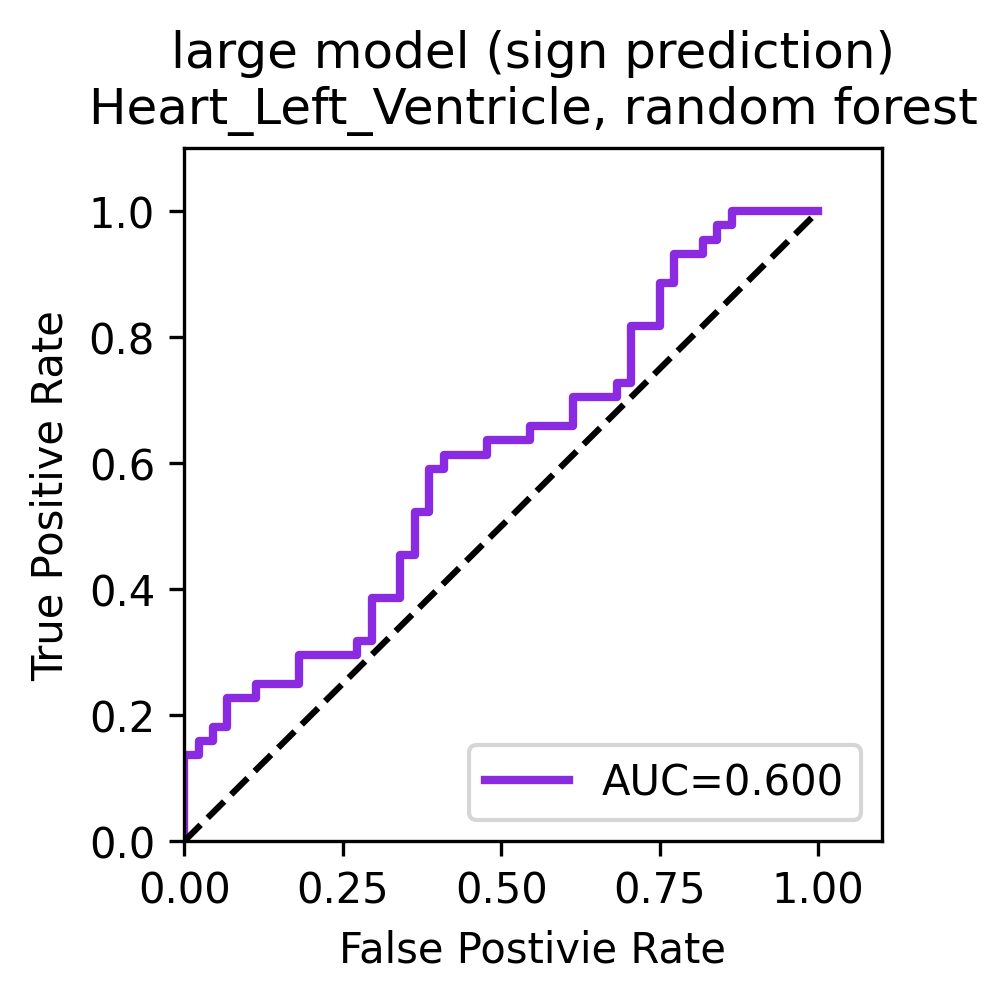 large model (sign prediction)
Heart_Left_Ventricle, random forest
True Positive Rate
1.0
0.8
0.6
0.4
0.2
0.0
AUC=0.600
0.00 0.25 0.50 0.75 1.00
False Postivie Rate